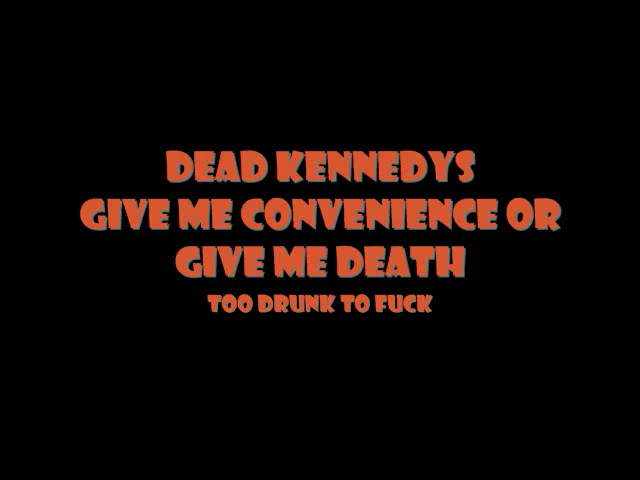 DEAD KENNEDYS
GIVE ME CONVENIENCE OR
GIVE ME DEATH
TOO DRUNK TO FUCK